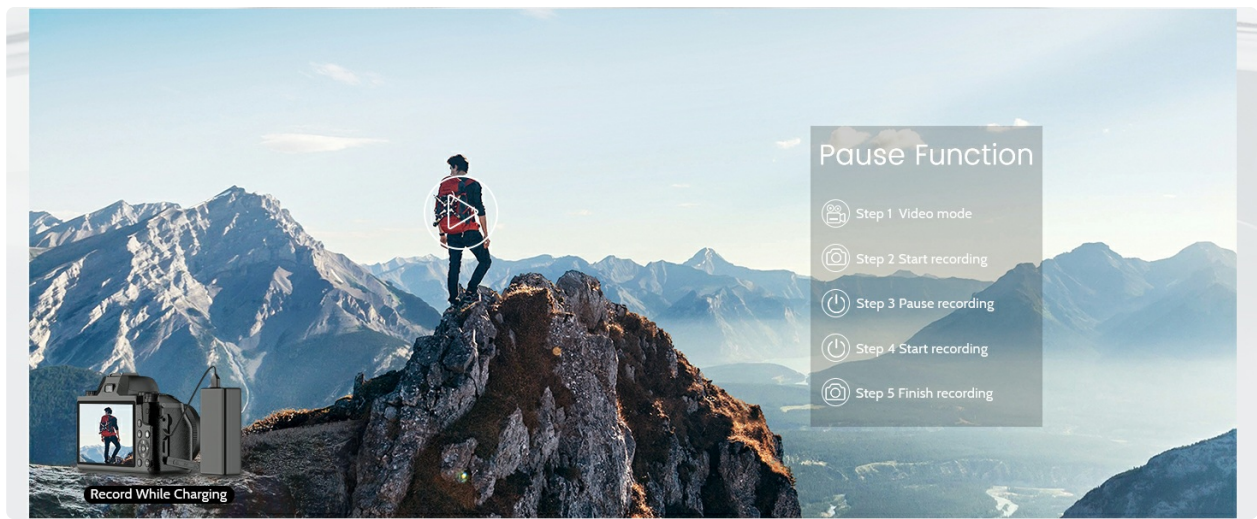 Pause Function
Step 1 Video mode
Step 2 Start recording
Step 3 Pause recording
Step 4 Start recording
Step 5 Finish recording
Record While Charging